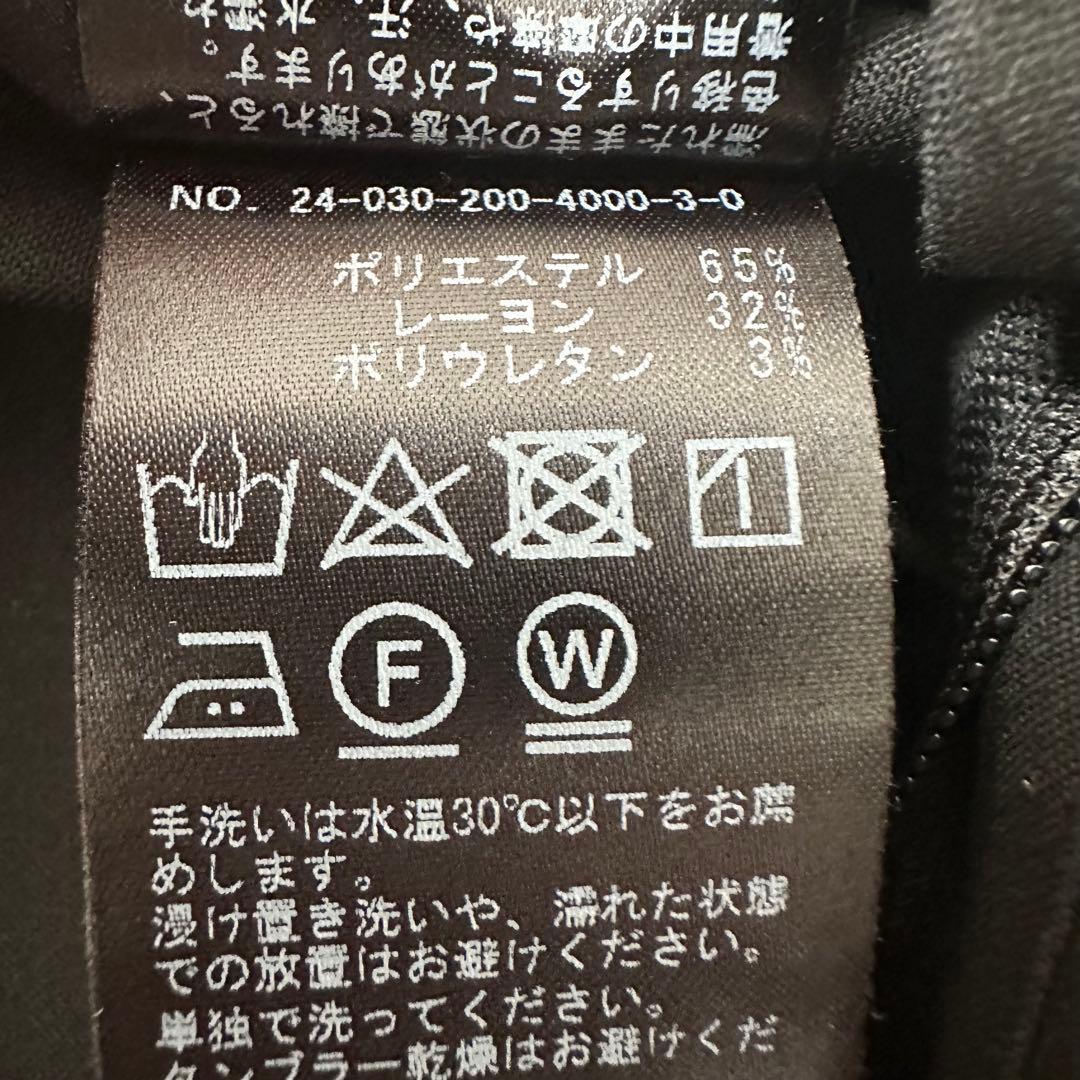 着用中の摩擦や、汗、水濡れ
色移りすることがあります。
濡れたままの状態で擦れると、
NO. 24-030-200-4000-3-0
ポリエステル 65%
レーヨン 32%
ポリウレタン 3%
F W
手洗いは水温30℃以下をお薦
めします。
浸け置き洗いや、濡れた状態
での放置はお避けください。
単独で洗ってください。
タンブラー乾燥はお避けくだ